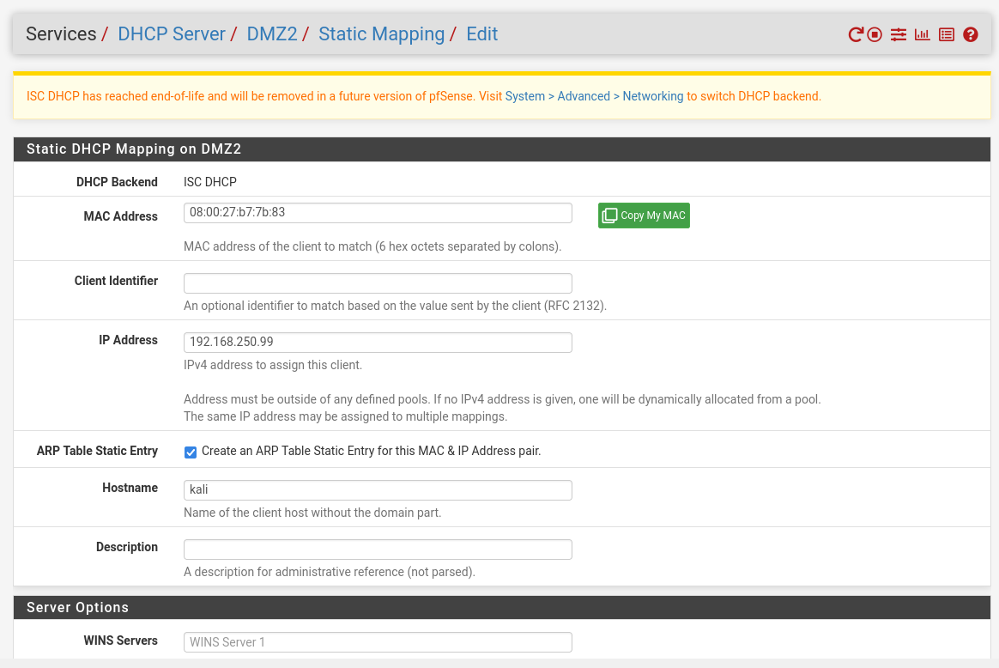 Services / DHCP Server / DMZ2 / Static Mapping / Edit
ISC DHCP has reached end-of-life and will be removed in a future version of pfSense. Visit System > Advanced > Networking to switch DHCP backend.
Static DHCP Mapping on DMZ2
DHCP Backend ISC DHCP
MAC Address 08:00:27:b7:7b:83 Copy My MAC
MAC address of the client to match (6 hex octets separated by colons).
Client Identifier
An optional identifier to match based on the value sent by the client (RFC 2132).
IP Address 192.168.250.99
IPv4 address to assign this client.
Address must be outside of any defined pools. If no IPv4 address is given, one will be dynamically allocated from a pool.
The same IP address may be assigned to multiple mappings.
ARP Table Static Entry Create an ARP Table Static Entry for this MAC & IP Address pair.
Hostname kali
Name of the client host without the domain part.
Description
A description for administrative reference (not parsed).
Server Options
WINS Servers WINS Server 1